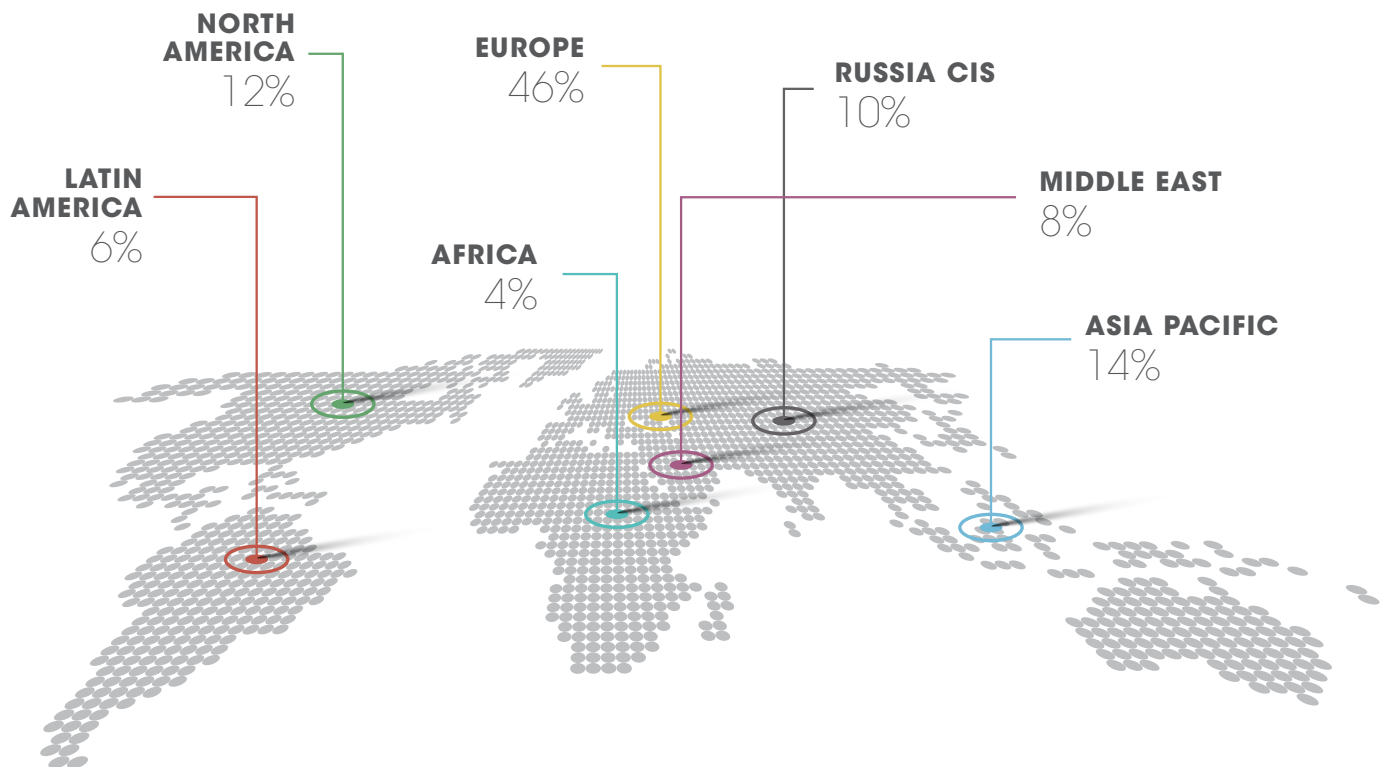 NORTH
AMERICA
12%
EUROPE
46%
RUSSIA CIS
10%
LATIN
AMERICA
6%
MIDDLE EAST
8%
AFRICA
4%
ASIA PACIFIC
14%